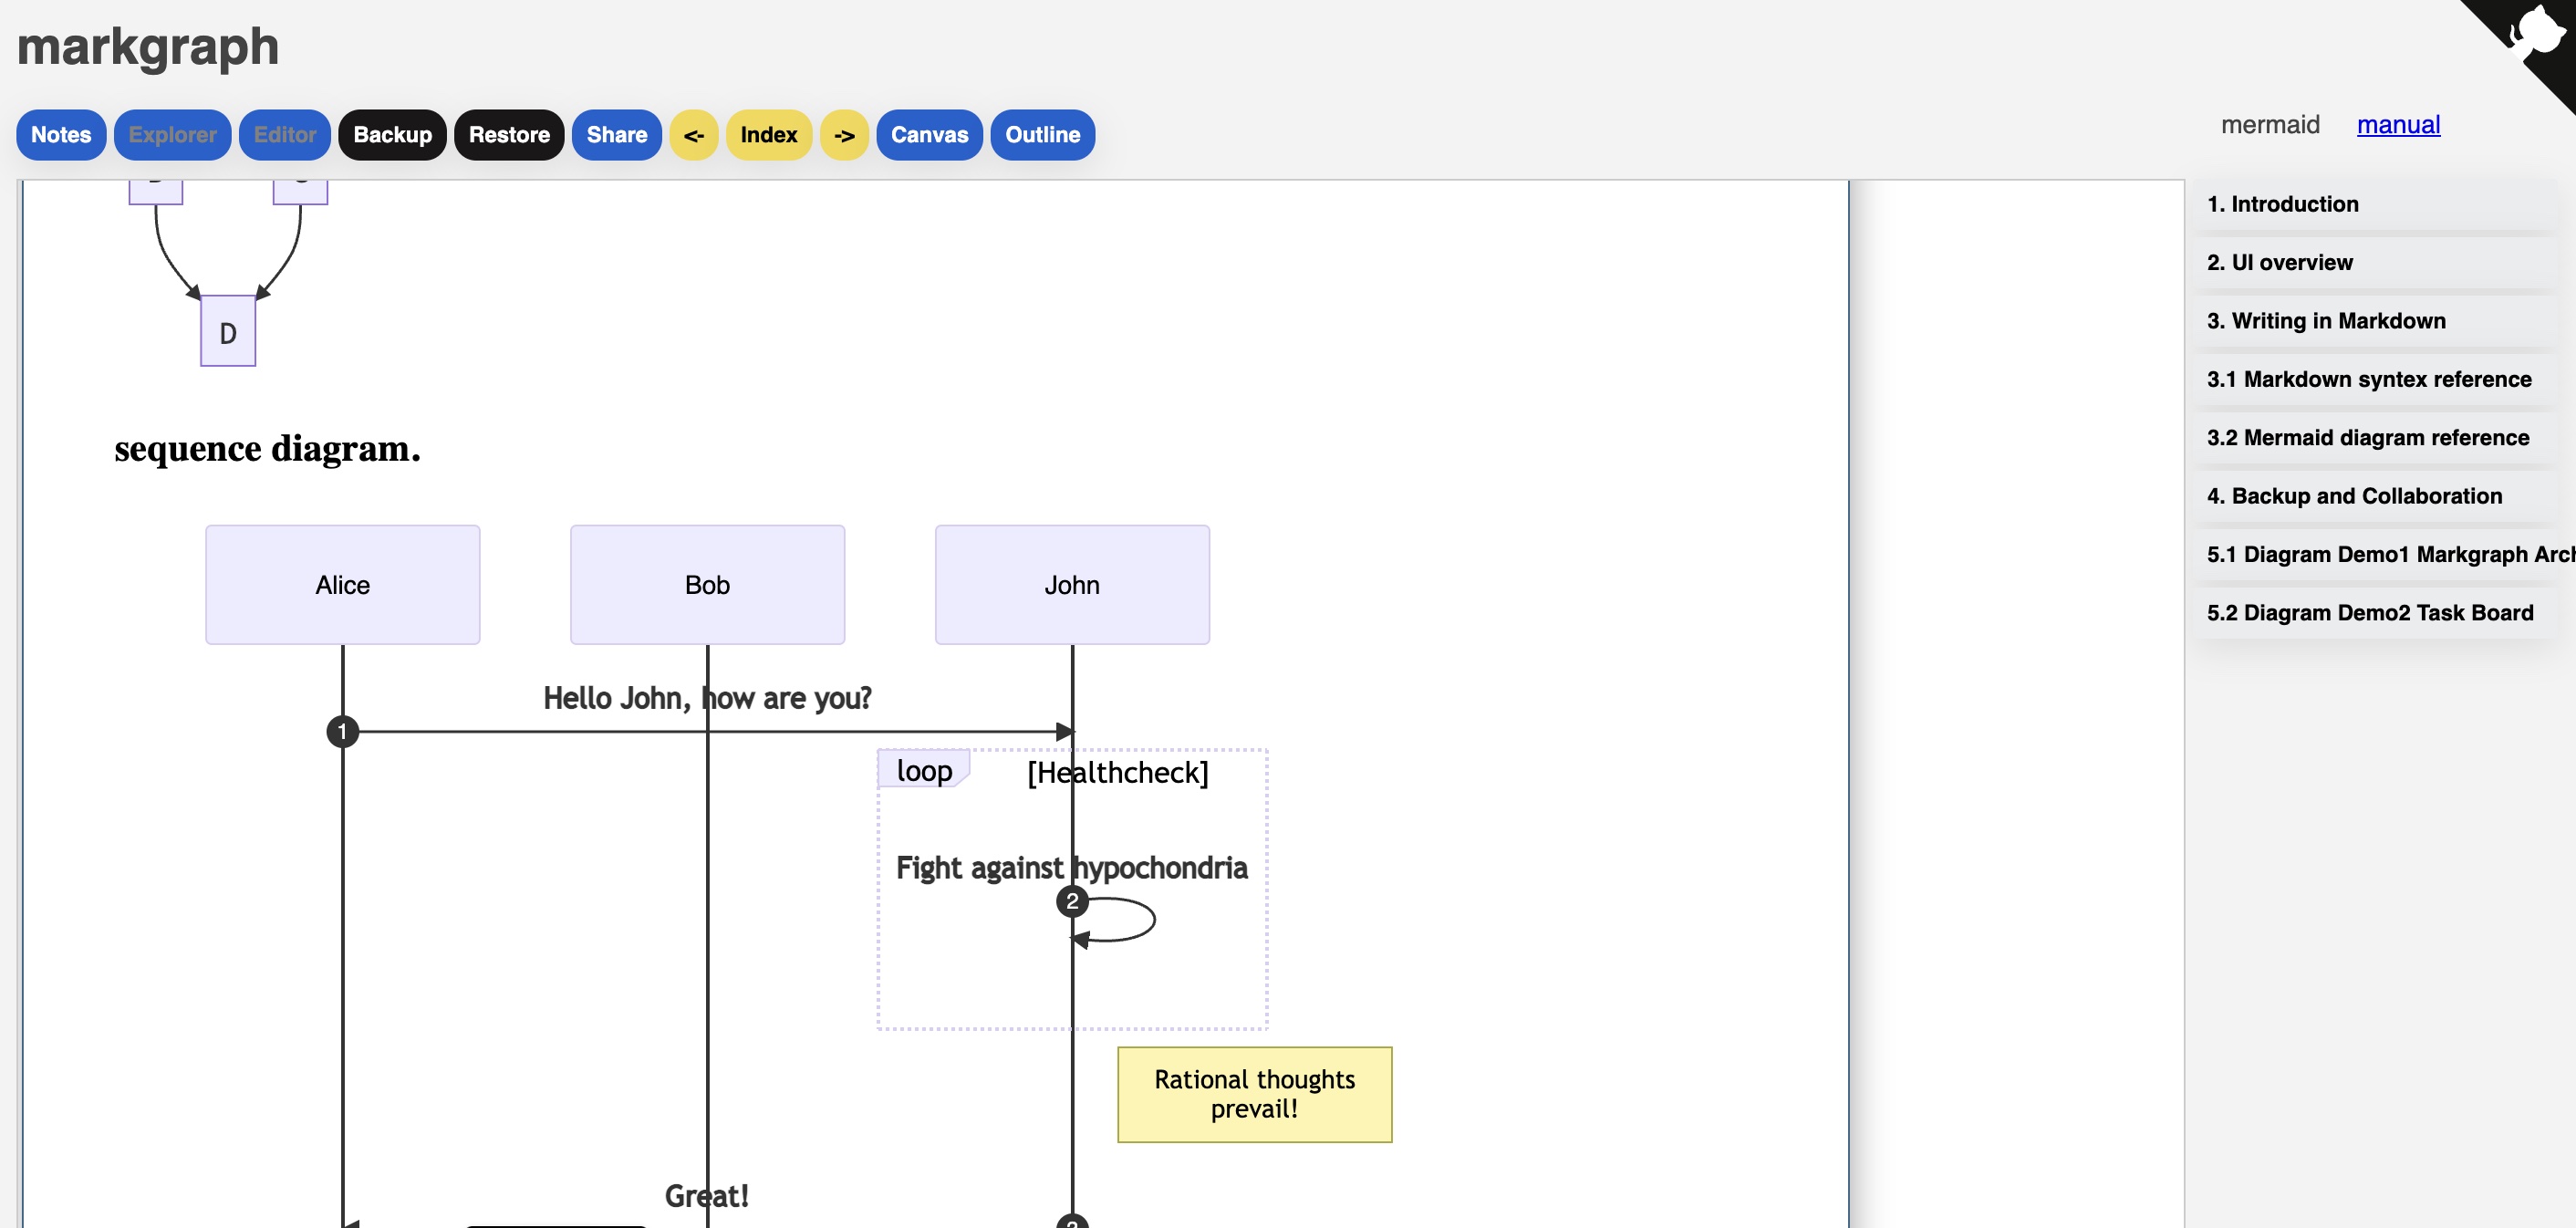 markgraph
Notes Explorer Editor Backup Restore Share <- Index -> Canvas Outline
mermaid manual
D
sequence diagram.
Alice Bob John
Hello John, how are you?
1
loop [Healthcheck]
Fight against hypochondria
2
Rational thoughts
prevail!
Great!
1. Introduction
2. UI overview
3. Writing in Markdown
3.1 Markdown syntex reference
3.2 Mermaid diagram reference
4. Backup and Collaboration
5.1 Diagram Demo1 Markgraph Arch
5.2 Diagram Demo2 Task Board